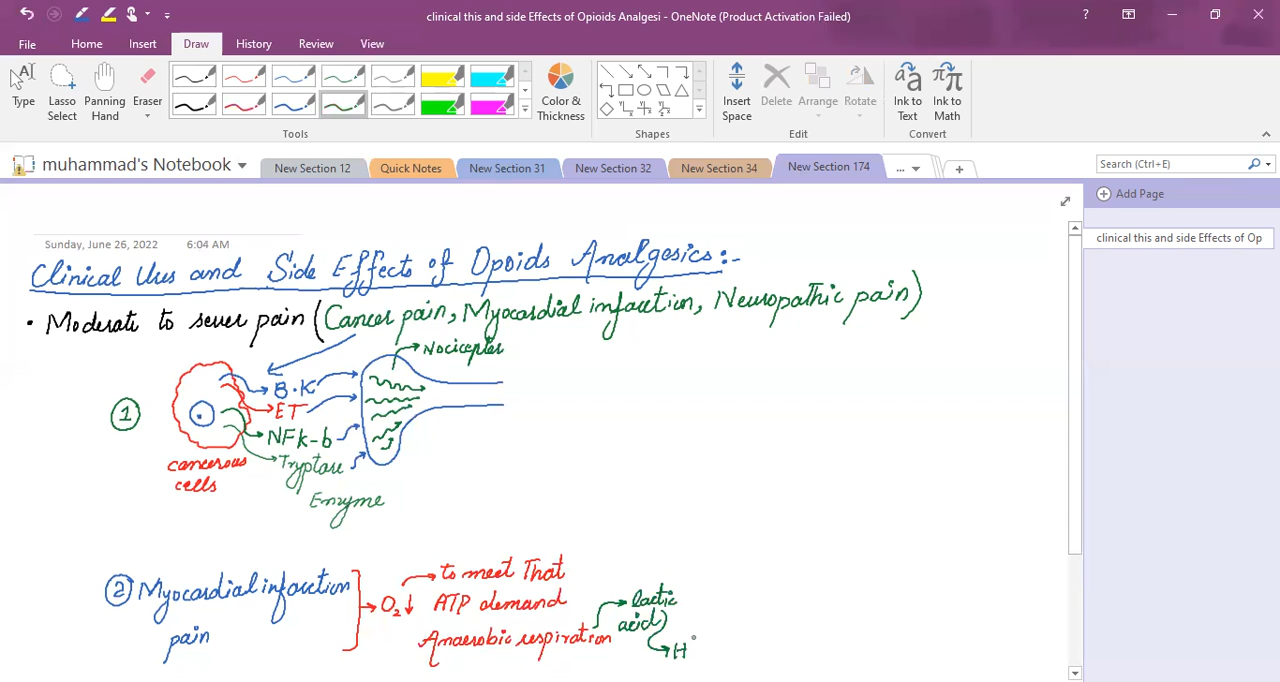 clinical this and side Effects of Opioids Analgesi - OneNote (Product Activation Failed)
File Home Insert Draw History Review View
Type Lasso Select Panning Hand Eraser Color & Thickness Insert Space Delete Arrange Rotate Ink to Text Ink to Math
Tools Shapes Edit Convert
muhammad's Notebook New Section 12 Quick Notes New Section 31 New Section 32 New Section 34 New Section 174 ... Search (Ctrl+E)
Add Page
clinical this and side Effects of Op
Sunday, June 26, 2022 6:04 AM
Clinical Uses and Side Effects of Opoids Analgesics:-
• Moderate to sever pain (Cancer pain, Myocardial infarction, Neuropathic pain)
Nocicepter
B.K
1 ET
NFk-b
cancerous Tryptase
cells
Enzyme
2 Myocardial infarction → O2 ↓ to meet That
ATP demand lactic
pain Anaerobic respiration acid
H